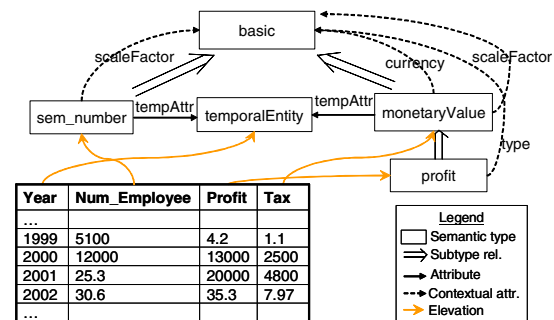 basic
scaleFactor
currency
scaleFactor
sem_number
tempAttr
temporalEntity
tempAttr
monetaryValue
type
profit
Year Num_Employee Profit Tax
...
1999 5100 4.2 1.1
2000 12000 13000 2500
2001 25.3 20000 4800
2002 30.6 35.3 7.97
...
Legend
Semantic type
Subtype rel.
Attribute
Contextual attr.
Elevation